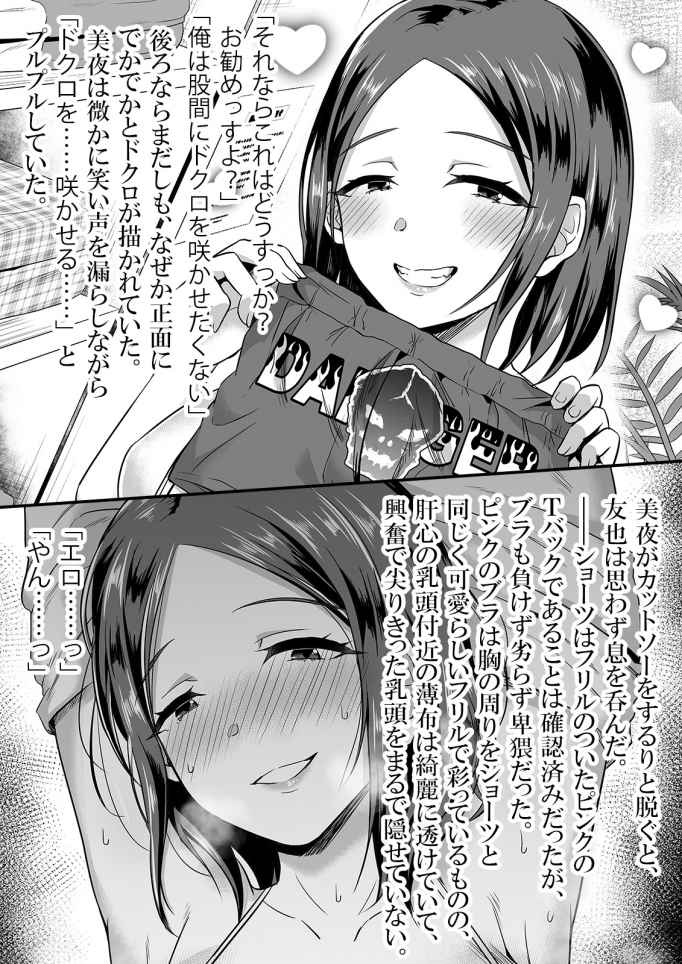 「それならこれはどうすっか？
お勧めっすよ？」
「俺は股間にドクロを咲かせたくない」
後ろならまだしも、なぜか正面に
でかでかとドクロが描かれていた。
美夜は微かに笑い声を漏らしながら
「ドクロを……咲かせる……」と
プルプルしていた。
DANGER
美夜がカットソーをするりと脱ぐと、
友也は思わず息を呑んだ。
――ショーツはフリルのついたピンクの
Tバックであることは確認済みだったが、
ブラも負けず劣らず卑猥だった。
ピンクのブラは胸の周りをショーツと
同じく可愛らしいフリルで彩っているものの、
肝心の乳頭付近の薄布は綺麗に透けていて、
興奮で尖りきった乳頭をまるで隠せていない。
「エロ……っ」
「やん……っ」